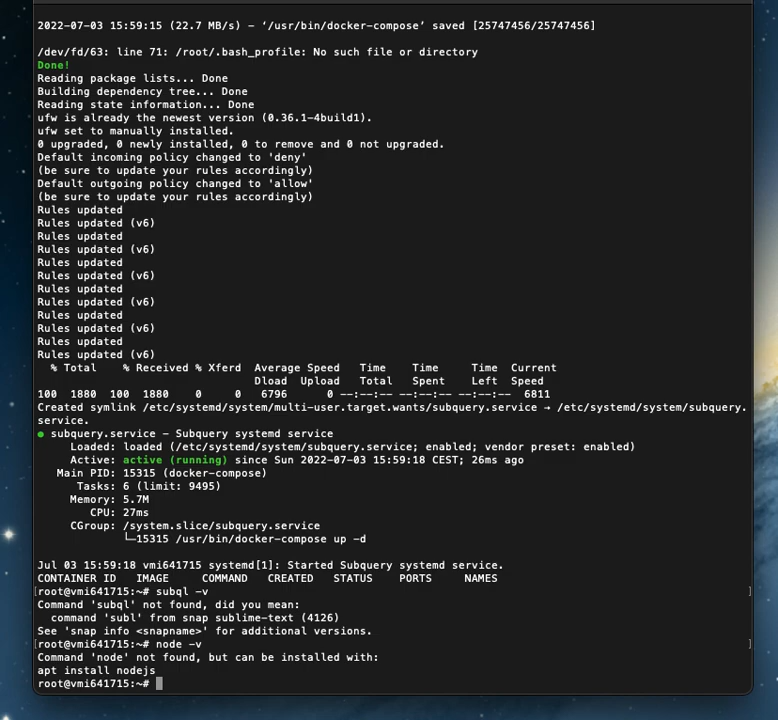 2022-07-03 15:59:15 (22.7 MB/s) - ‘/usr/bin/docker-compose’ saved [25747456/25747456]
/dev/fd/63: line 71: /root/.bash_profile: No such file or directory
Done!
Reading package lists... Done
Building dependency tree... Done
Reading state information... Done
ufw is already the newest version (0.36.1-4build1).
ufw set to manually installed.
0 upgraded, 0 newly installed, 0 to remove and 0 not upgraded.
Default incoming policy changed to 'deny'
(be sure to update your rules accordingly)
Default outgoing policy changed to 'allow'
(be sure to update your rules accordingly)
Rules updated
Rules updated (v6)
Rules updated
Rules updated (v6)
Rules updated
Rules updated (v6)
Rules updated
Rules updated (v6)
Rules updated
Rules updated (v6)
Rules updated
Rules updated (v6)
% Total % Received % Xferd Average Speed Time Time Time Current
Dload Upload Total Spent Left Speed
100 1880 100 1880 0 0 6796 0 --:--:-- --:--:-- --:--:-- 6811
Created symlink /etc/systemd/system/multi-user.target.wants/subquery.service → /etc/systemd/system/subquery.
service.
● subquery.service - Subquery systemd service
Loaded: loaded (/etc/systemd/system/subquery.service; enabled; vendor preset: enabled)
Active: active (running) since Sun 2022-07-03 15:59:18 CEST; 26ms ago
Main PID: 15315 (docker-compose)
Tasks: 6 (limit: 9495)
Memory: 5.7M
CPU: 27ms
CGroup: /system.slice/subquery.service
└─15315 /usr/bin/docker-compose up -d
Jul 03 15:59:18 vmi641715 systemd[1]: Started Subquery systemd service.
CONTAINER ID IMAGE COMMAND CREATED STATUS PORTS NAMES
[root@vmi641715:~# subql -v ]
Command 'subql' not found, did you mean:
command 'subl' from snap sublime-text (4126)
See 'snap info <snapname>' for additional versions.
[root@vmi641715:~# node -v ]
Command 'node' not found, but can be installed with:
apt install nodejs
root@vmi641715:~#